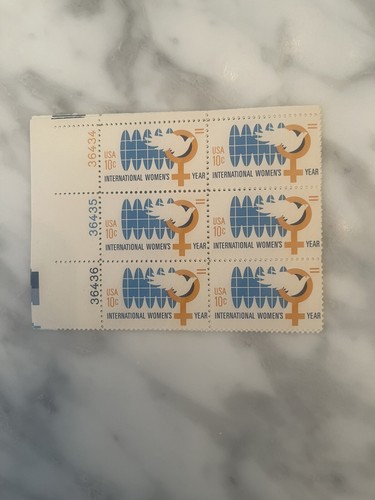 36434
USA
10c
=
INTERNATIONAL WOMEN'S YEAR
USA
10c
=
INTERNATIONAL WOMEN'S YEAR
36435
USA
10c
=
INTERNATIONAL WOMEN'S YEAR
USA
10c
=
INTERNATIONAL WOMEN'S YEAR
36436
USA
10c
=
INTERNATIONAL WOMEN'S YEAR
USA
10c
=
INTERNATIONAL WOMEN'S YEAR